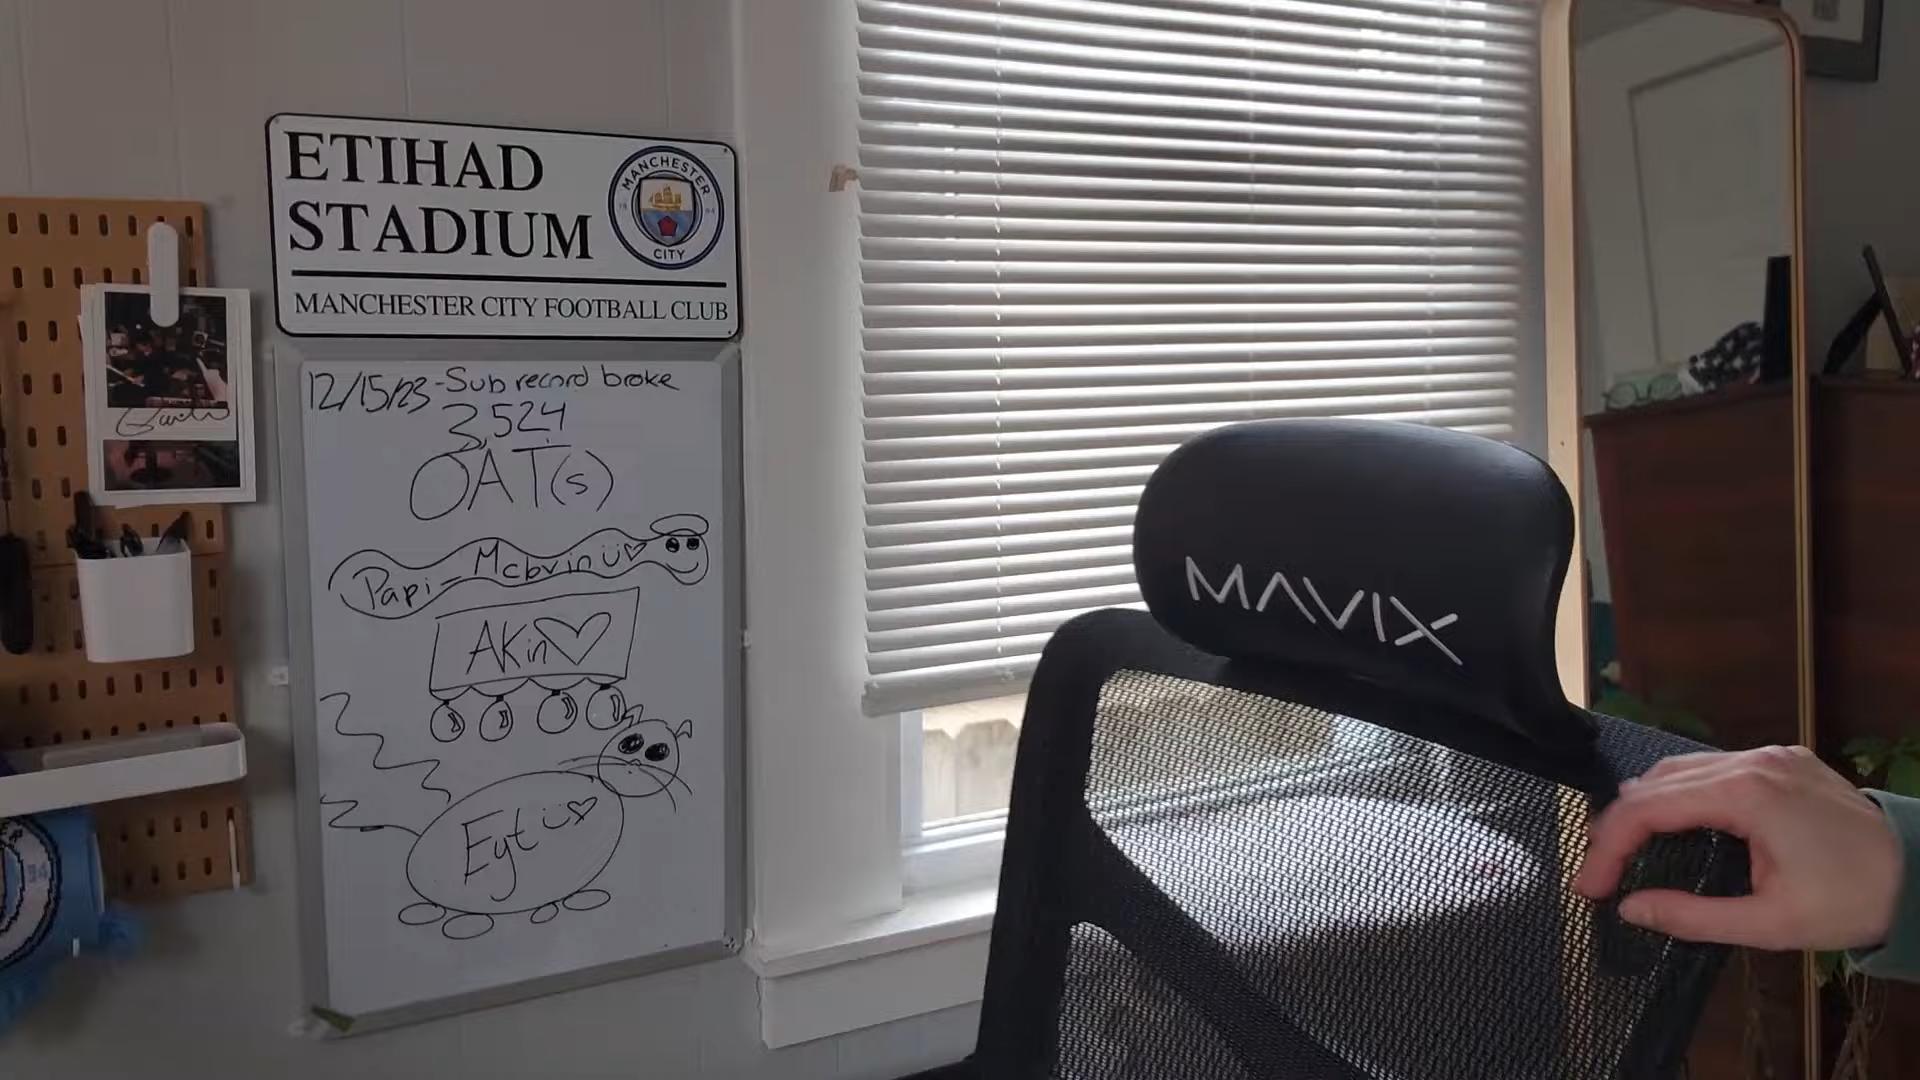 ETIHAD
STADIUM
MANCHESTER
CITY
MANCHESTER CITY FOOTBALL CLUB
12/15/23-Sub record broke
3,524
OAT(s)
Papi-Mcbvin
AKin
Eyt
MAVIX